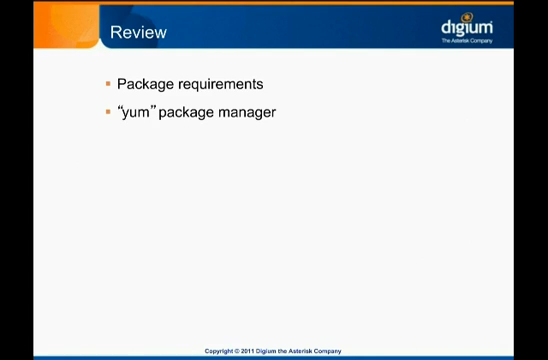 Review
digium
The Asterisk Company
Package requirements
“yum” package manager
Copyright © 2011 Digium the Asterisk Company